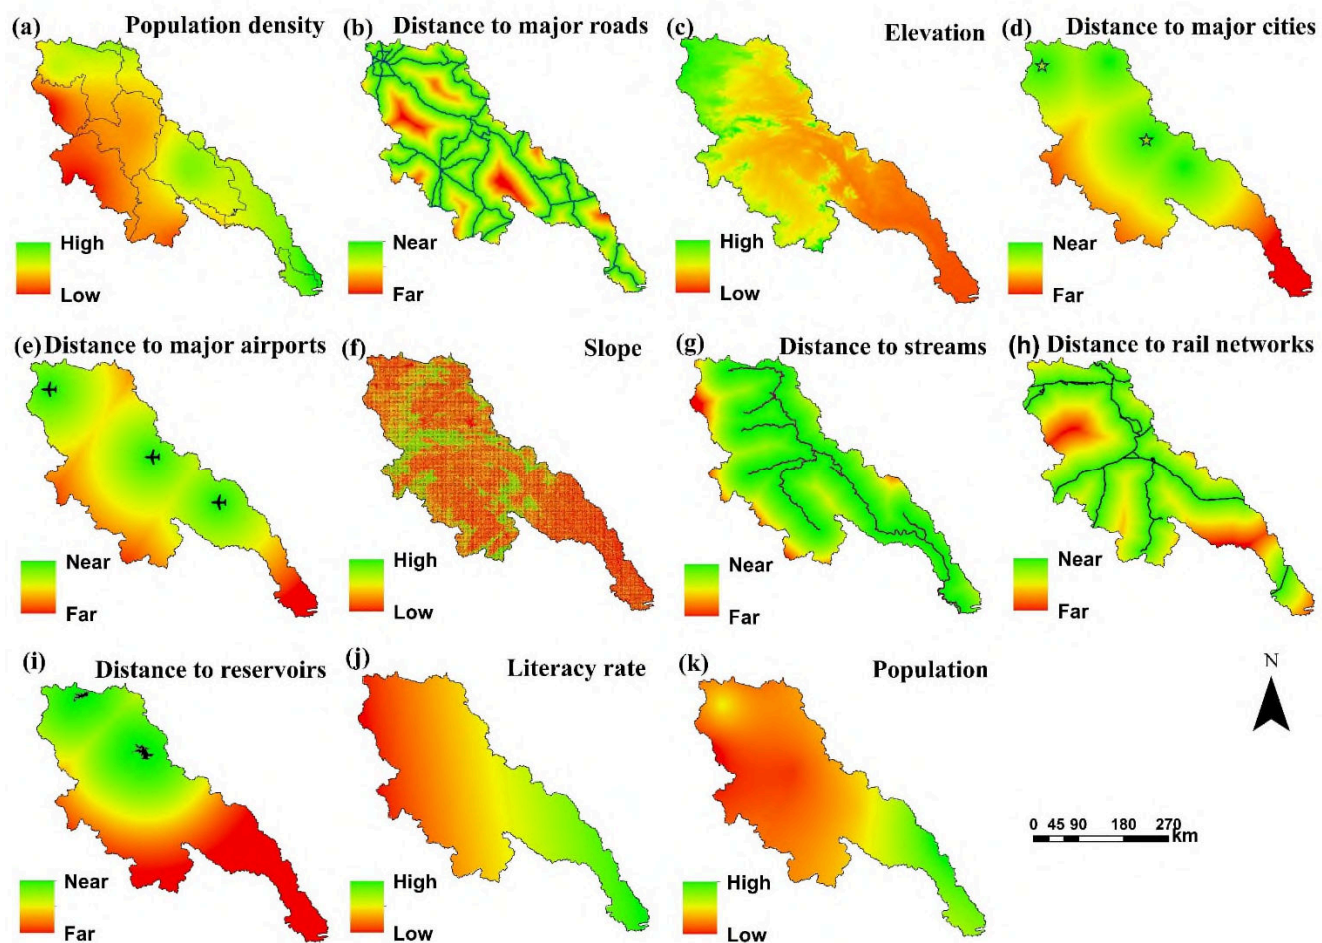 (a) Population density
High
Low
(b) Distance to major roads
Near
Far
(c) Elevation
High
Low
(d) Distance to major cities
Near
Far
(e) Distance to major airports
Near
Far
(f) Slope
High
Low
(g) Distance to streams
Near
Far
(h) Distance to rail networks
Near
Far
(i) Distance to reservoirs
Near
Far
(j) Literacy rate
High
Low
(k) Population
High
Low
N
0 45 90 180 270
km